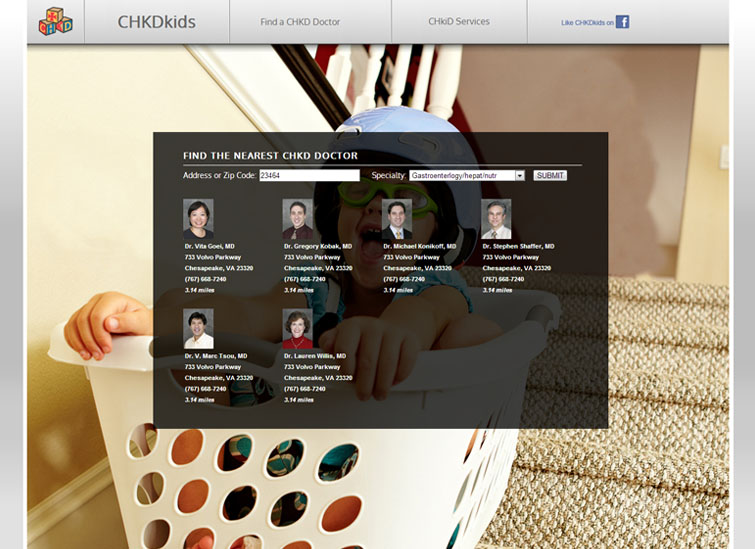 CHKD
CHKDkids
Find a CHKD Doctor
CHKiD Services
Like CHKDkids on f
FIND THE NEAREST CHKD DOCTOR
Address or Zip Code: 23464 Specialty: Gastroenterlogy/hepat/nutr SUBMIT
Dr. Vita Goei, MD
733 Volvo Parkway
Chesapeake, VA 23320
(767) 668-7240
3.14 miles
Dr. Gregory Kobak, MD
733 Volvo Parkway
Chesapeake, VA 23320
(767) 668-7240
3.14 miles
Dr. Michael Konikoff, MD
733 Volvo Parkway
Chesapeake, VA 23320
(767) 668-7240
3.14 miles
Dr. Stephen Shaffer, MD
733 Volvo Parkway
Chesapeake, VA 23320
(767) 668-7240
3.14 miles
Dr. V. Marc Tsou, MD
733 Volvo Parkway
Chesapeake, VA 23320
(767) 668-7240
3.14 miles
Dr. Lauren Willis, MD
733 Volvo Parkway
Chesapeake, VA 23320
(767) 668-7240
3.14 miles